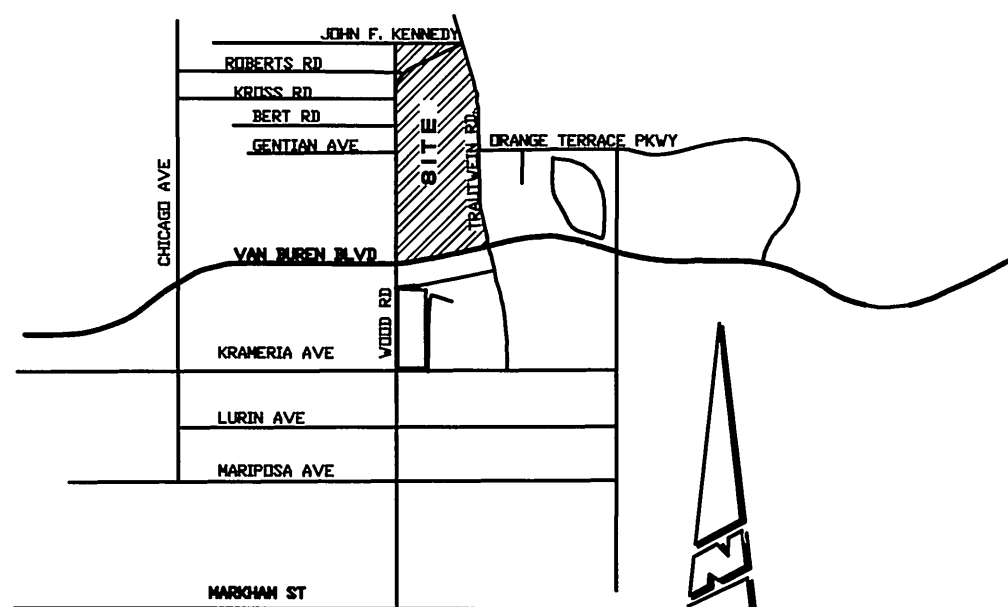 JOHN F. KENNEDY
ROBERTS RD
KROSS RD
BERT RD
GENTIAN AVE
SITE
TRAUTWEIN RD.
ORANGE TERRACE PKWY
CHICAGO AVE
VAN BUREN BLVD
WOOD RD
KRAMERIA AVE
LURIN AVE
MARIPOSA AVE
MARKHAM ST
N